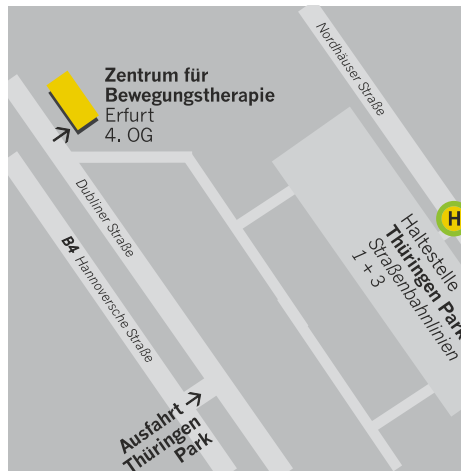 Nordhäuser Straße
Zentrum für
Bewegungstherapie
Erfurt
4. OG
Dubliner Straße
B4 Hannoversche Straße
H
Haltestelle
Thüringen Park
Straßenbahnlinien
1 + 3
Ausfahrt
Thüringen
Park